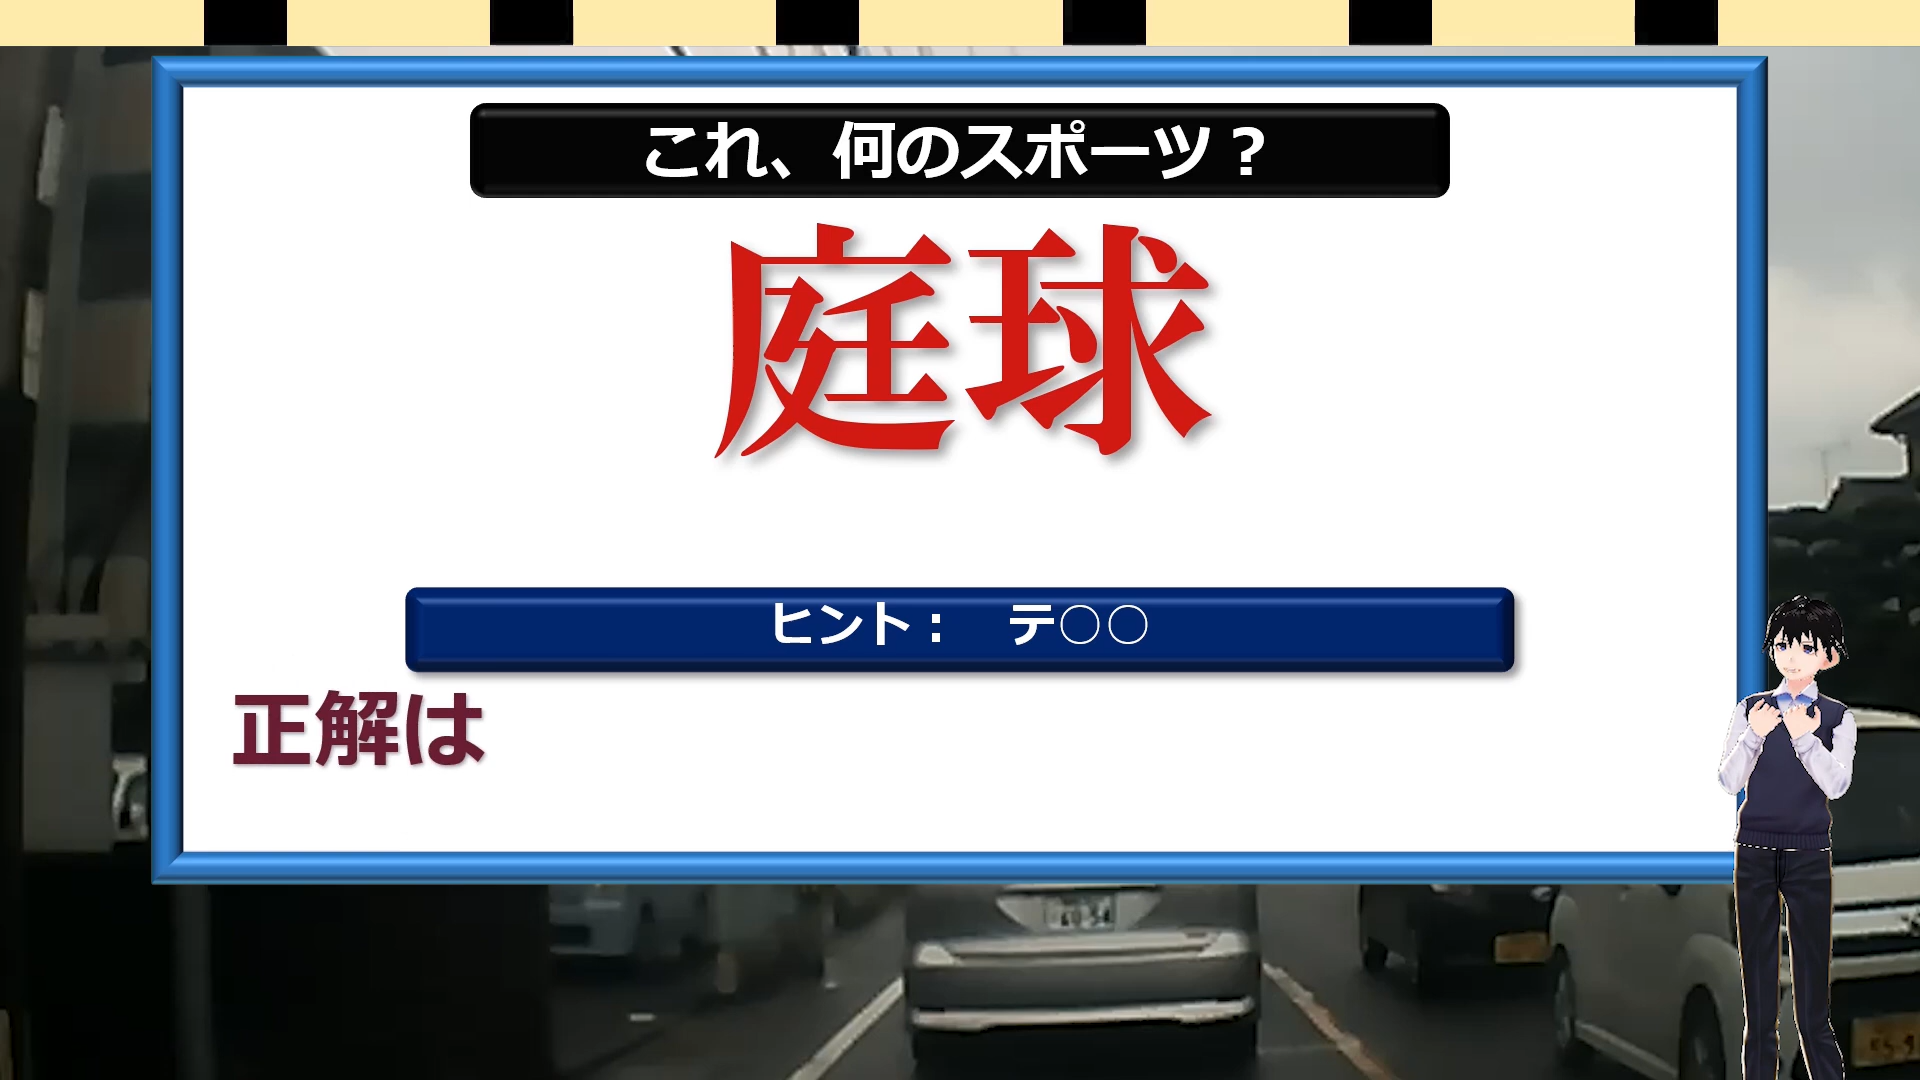 これ、何のスポーツ？
庭球
ヒント：　テ○○
正解は